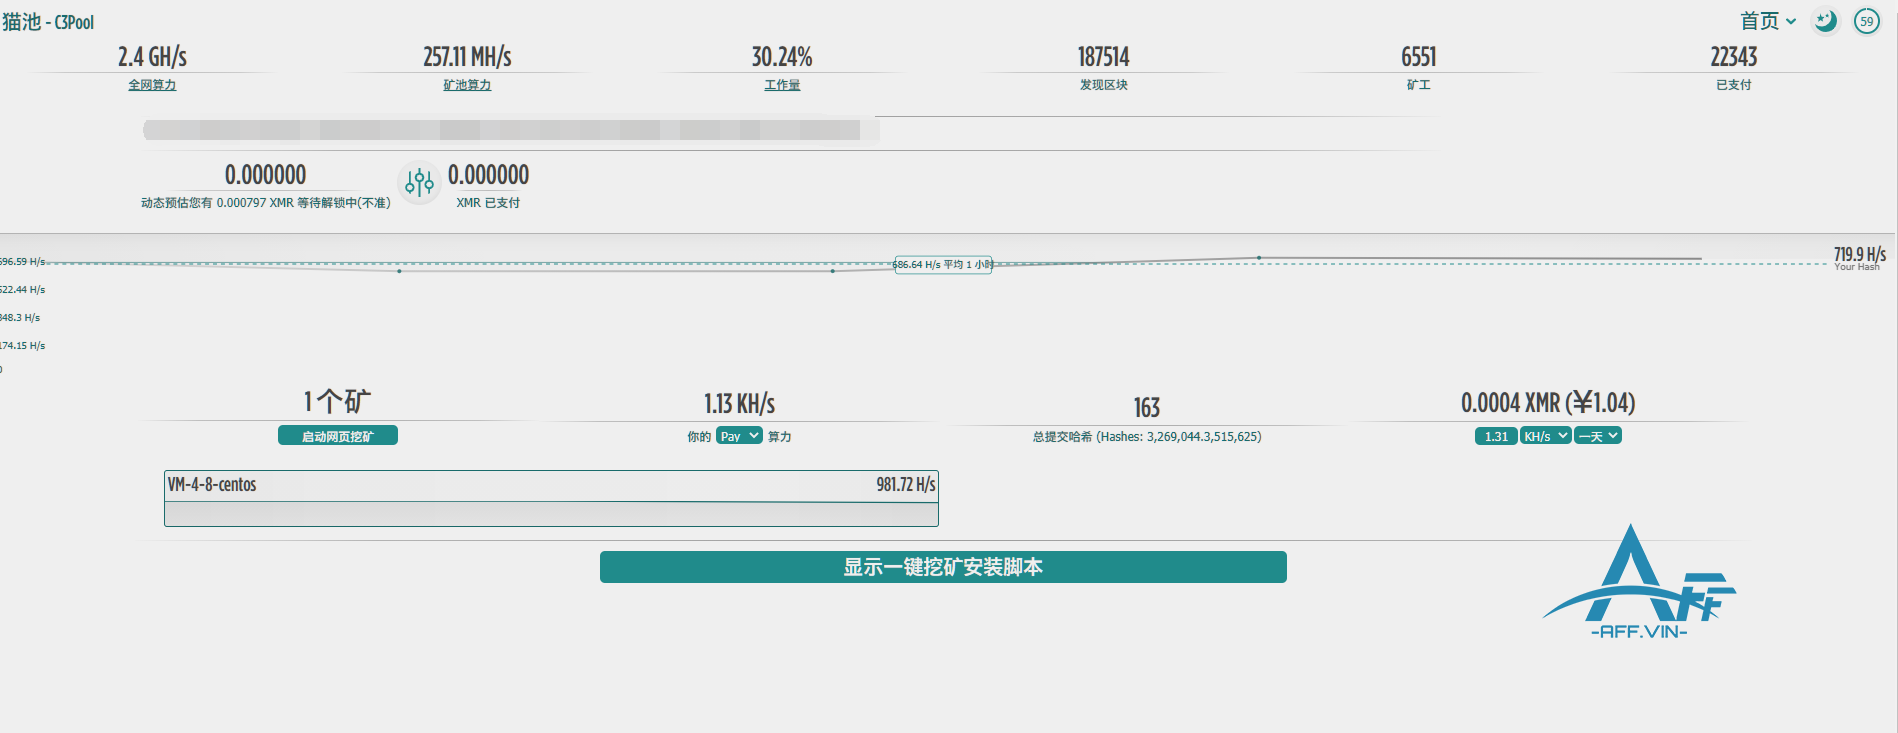 猫池 - C3Pool
首页
59
2.4 GH/s
257.11 MH/s
30.24%
187514
6551
22343
全网算力
矿池算力
工作量
发现区块
矿工
已支付
0.000000
0.000000
动态预估您有 0.000797 XMR 等待解锁中(不准)
XMR 已支付
719.9 H/s
Your Hash
696.59 H/s
686.64 H/s 平均 1 小时
522.44 H/s
348.3 H/s
174.15 H/s
0
1个矿
1.13 KH/s
163
0.0004 XMR (¥1.04)
启动网页挖矿
你的 Pay 算力
总提交哈希 (Hashes: 3,269,044.3,515,625)
1.31 KH/s 一天
VM-4-8-centos
981.72 H/s
显示一键挖矿安装脚本
AFF
-AFF.VIN-